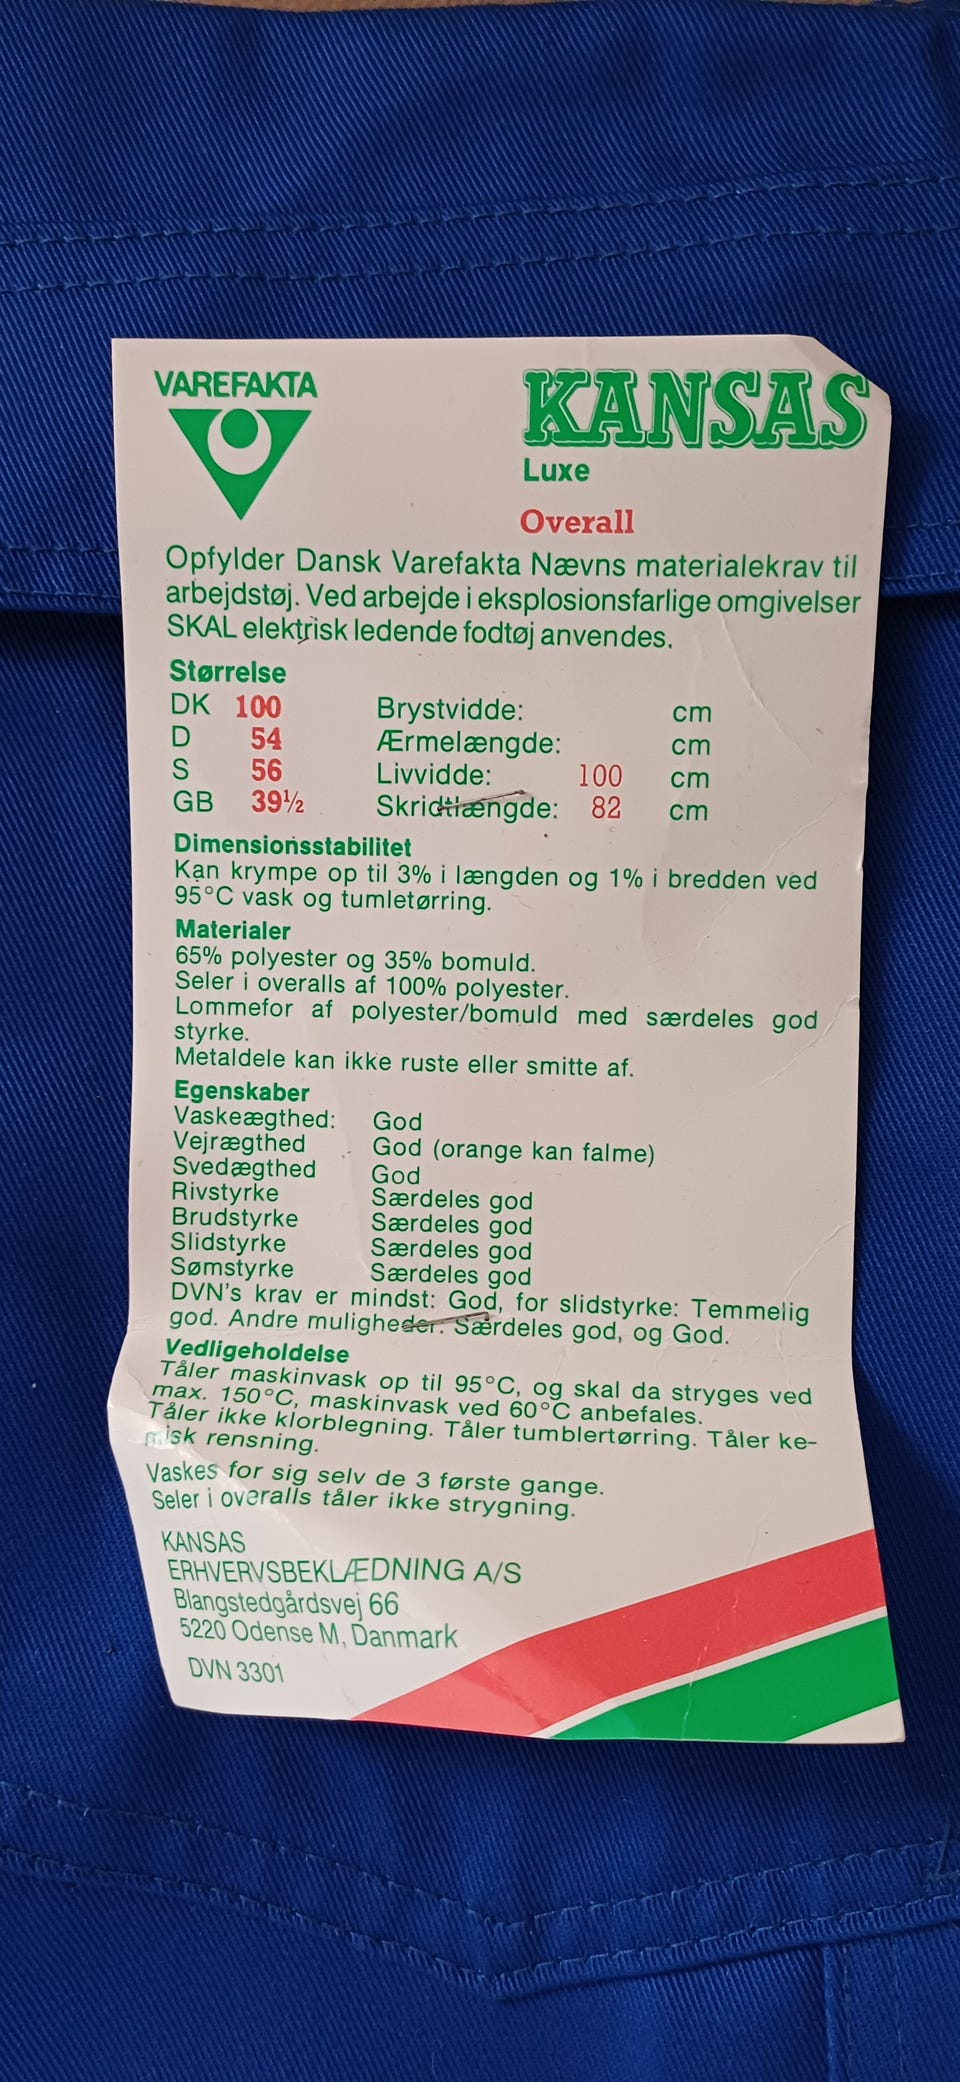 VAREFAKTA
KANSAS
Luxe
Overall
Opfylder Dansk Varefakta Nævns materialekrav til
arbejdstøj. Ved arbejde i eksplosionsfarlige omgivelser
SKAL elektrisk ledende fodtøj anvendes.
Størrelse
DK 100 Brystvidde: cm
D 54 Ærmelængde: cm
S 56 Livvidde: 100 cm
GB 39½ Skridtlængde: 82 cm
Dimensionsstabilitet
Kan krympe op til 3% i længden og 1% i bredden ved
95°C vask og tumletørring.
Materialer
65% polyester og 35% bomuld.
Seler i overalls af 100% polyester.
Lommefor af polyester/bomuld med særdeles god
styrke.
Metaldele kan ikke ruste eller smitte af.
Egenskaber
Vaskeægthed: God
Vejrægthed God (orange kan falme)
Svedægthed God
Rivstyrke Særdeles god
Brudstyrke Særdeles god
Slidstyrke Særdeles god
Sømstyrke Særdeles god
DVN's krav er mindst: God, for slidstyrke: Temmelig
god. Andre muligheder: Særdeles god, og God.
Vedligeholdelse
Tåler maskinvask op til 95°C, og skal da stryges ved
max. 150°C, maskinvask ved 60°C anbefales.
Tåler ikke klorblegning. Tåler tumblertørring. Tåler ke-
misk rensning.
Vaskes for sig selv de 3 første gange.
Seler i overalls tåler ikke strygning.
KANSAS
ERHVERVSBEKLÆDNING A/S
Blangstedgårdsvej 66
5220 Odense M, Danmark
DVN 3301